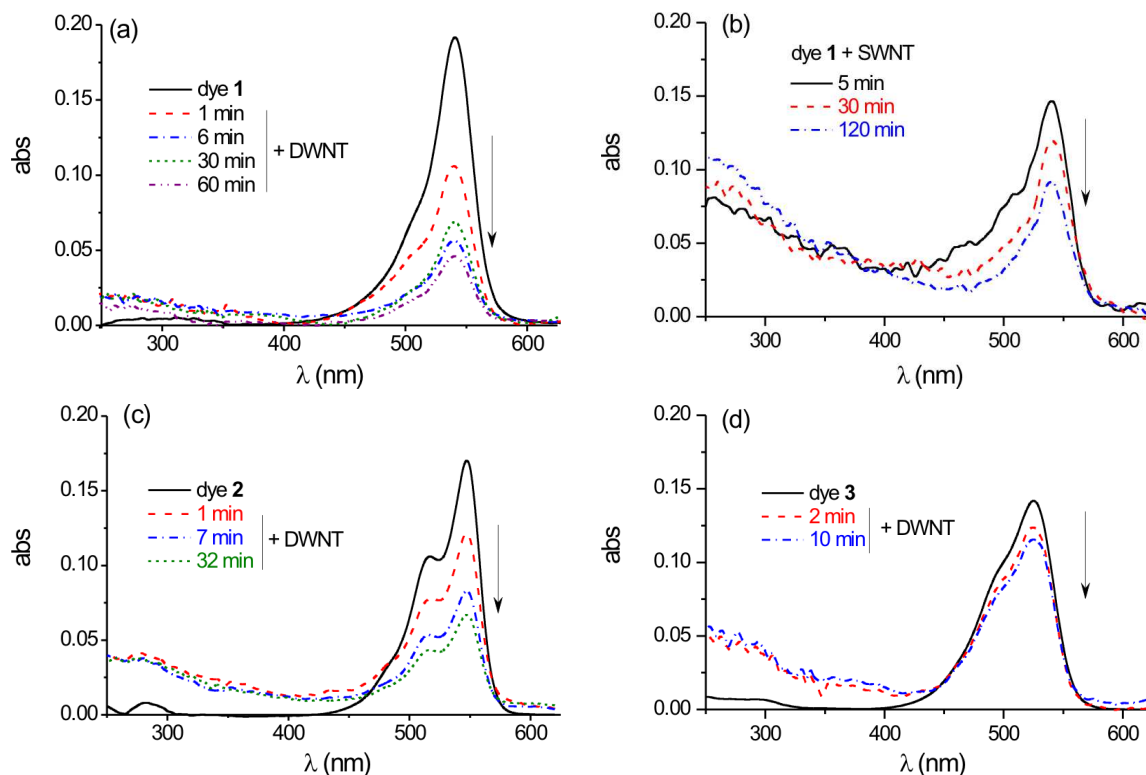 (a)
0.20
0.15
0.10
0.05
0.00
abs
dye 1
1 min
6 min
30 min
60 min
+ DWNT
300 400 500 600
λ (nm)
(b)
0.20
0.15
0.10
0.05
0.00
abs
dye 1 + SWNT
5 min
30 min
120 min
300 400 500 600
λ (nm)
(c)
0.20
0.15
0.10
0.05
0.00
abs
dye 2
1 min
7 min
32 min
+ DWNT
300 400 500 600
λ (nm)
(d)
0.20
0.15
0.10
0.05
0.00
abs
dye 3
2 min
10 min
+ DWNT
300 400 500 600
λ (nm)